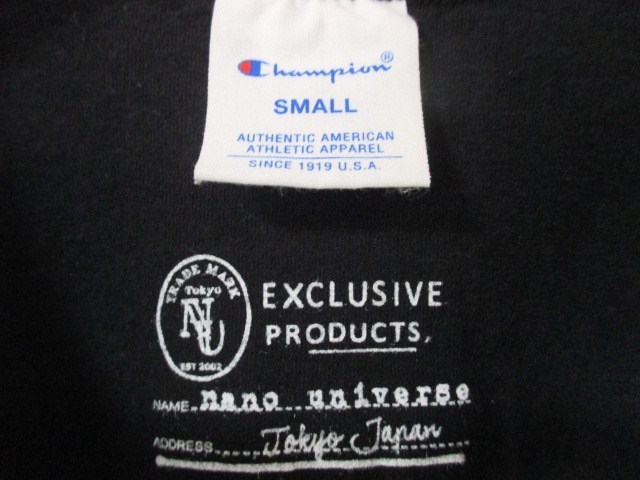 Champion®
SMALL
AUTHENTIC AMERICAN
ATHLETIC APPAREL
SINCE 1919 U.S.A.
TRADE MARK
Tokyo
NU
EST 2002
EXCLUSIVE
PRODUCTS.
NAME nano universe
ADDRESS Tokyo Japan